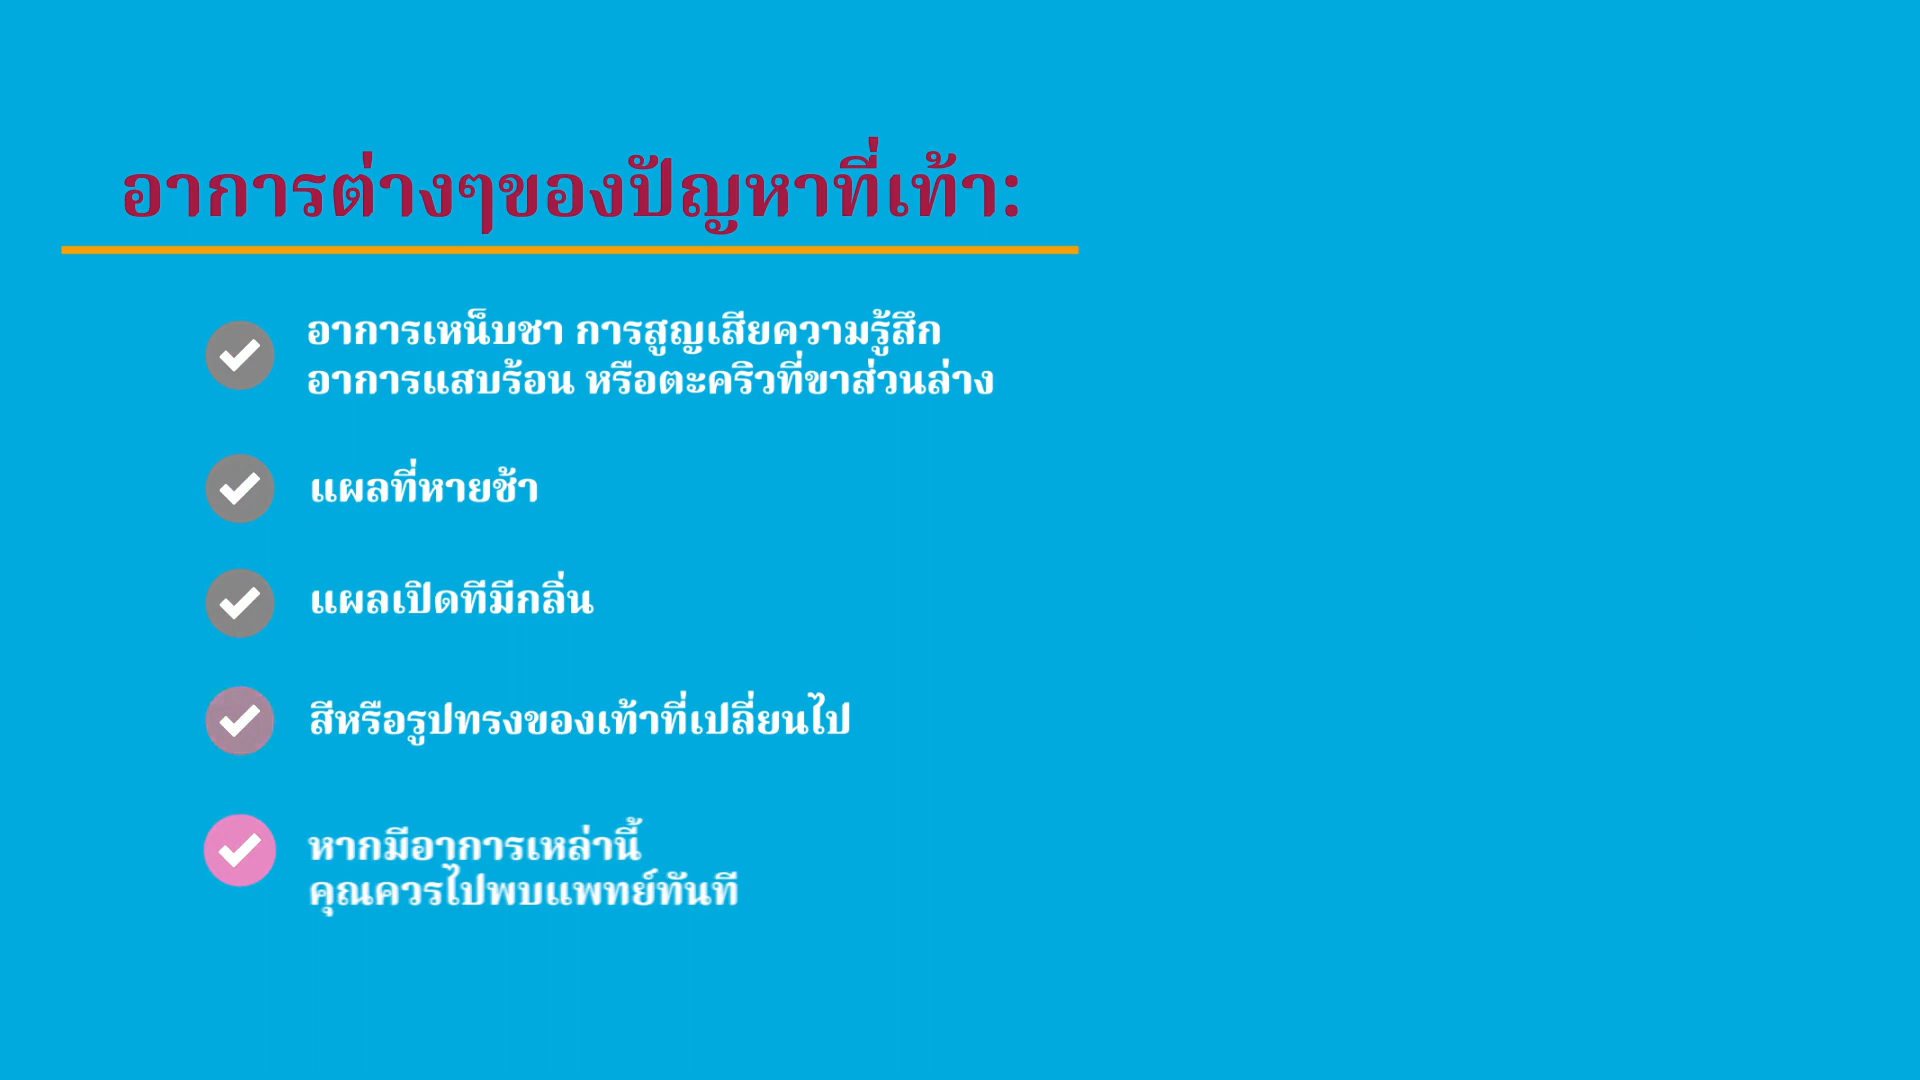 อาการต่างๆของปัญหาที่เท้า:
อาการเหน็บชา การสูญเสียความรู้สึก
อาการแสบร้อน หรือตะคริวที่ขาส่วนล่าง
แผลที่หายช้า
แผลเปิดทีมีกลิ่น
สีหรือรูปทรงของเท้าที่เปลี่ยนไป
หากมีอาการเหล่านี้
คุณควรไปพบแพทย์ทันที